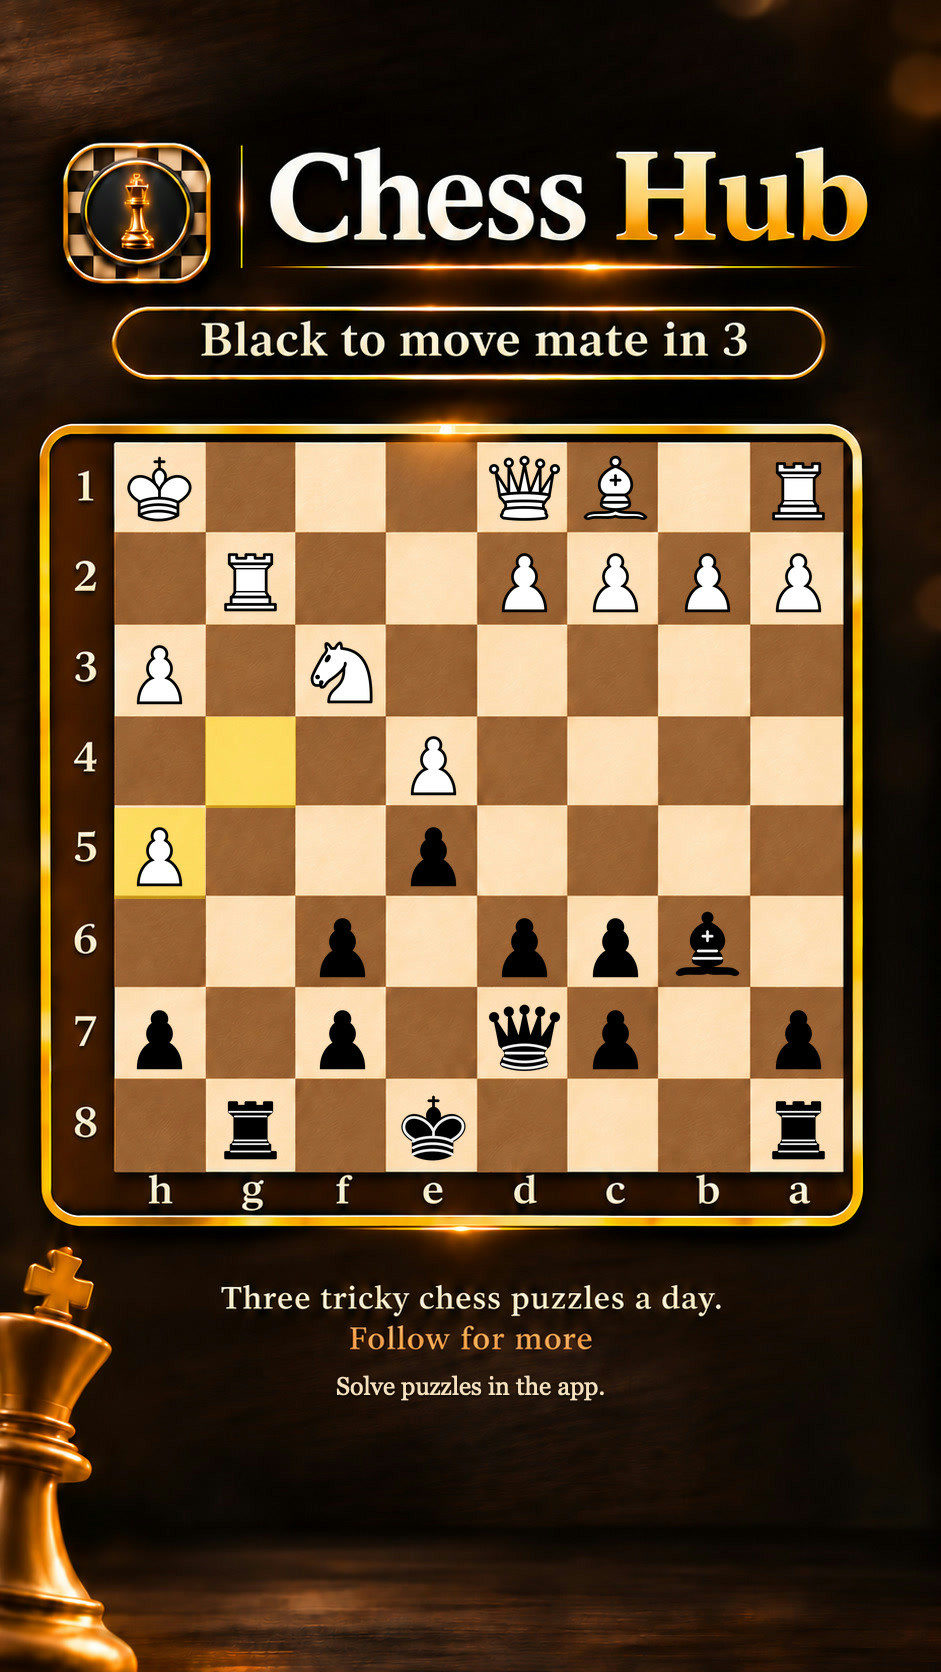 Chess Hub
Black to move mate in 3
1
2
3
4
5
6
7
8
h g f e d c b a
Three tricky chess puzzles a day.
Follow for more
Solve puzzles in the app.